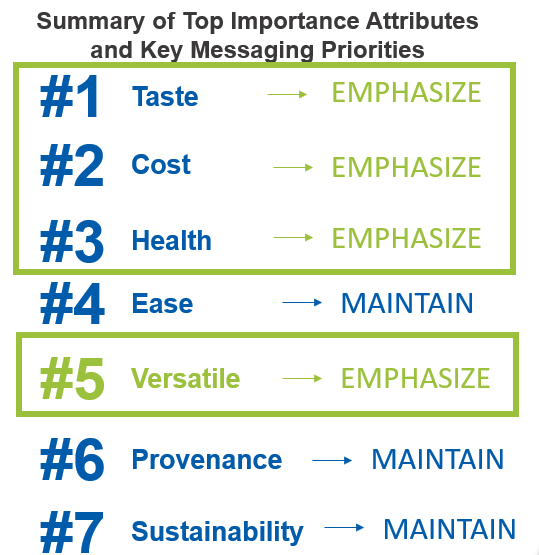 Summary of Top Importance Attributes
and Key Messaging Priorities
#1 Taste EMPHASIZE
#2 Cost EMPHASIZE
#3 Health EMPHASIZE
#4 Ease MAINTAIN
#5 Versatile EMPHASIZE
#6 Provenance MAINTAIN
#7 Sustainability MAINTAIN